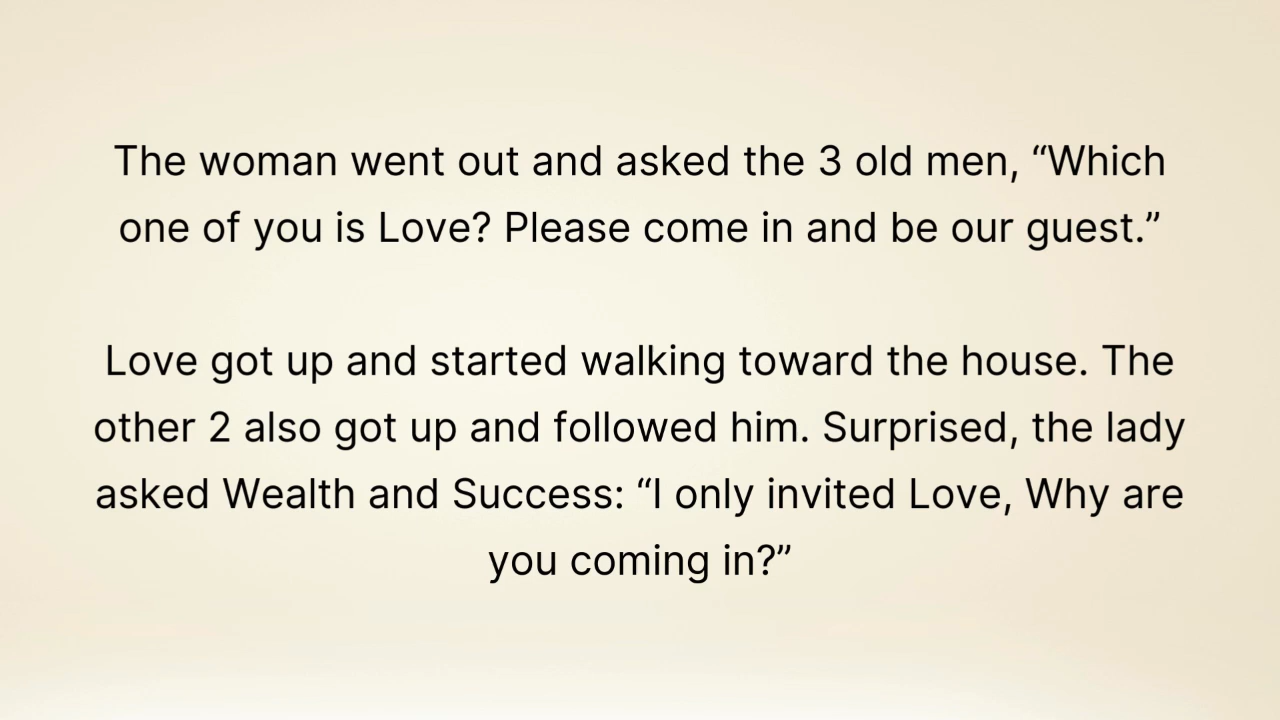 The woman went out and asked the 3 old men, “Which
one of you is Love? Please come in and be our guest.”
Love got up and started walking toward the house. The
other 2 also got up and followed him. Surprised, the lady
asked Wealth and Success: “I only invited Love, Why are
you coming in?”